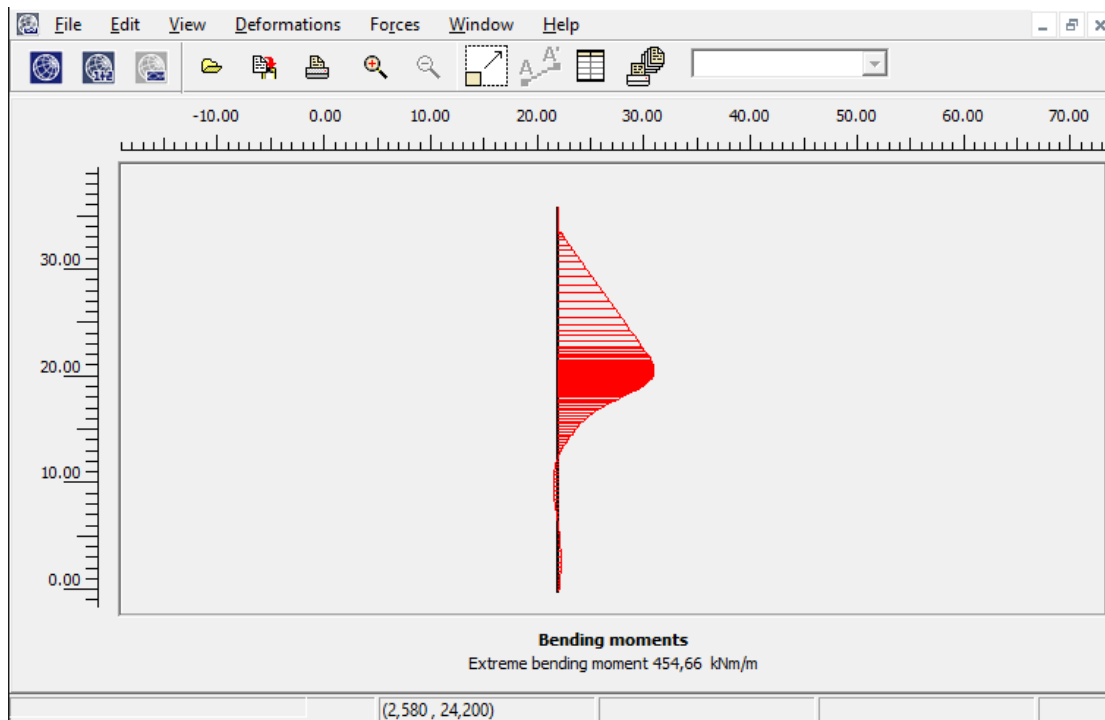 File Edit View Deformations Forces Window Help
A A'
-10.00 0.00 10.00 20.00 30.00 40.00 50.00 60.00 70.00
30.00
20.00
10.00
0.00
Bending moments
Extreme bending moment 454,66 kNm/m
(2,580 , 24,200)